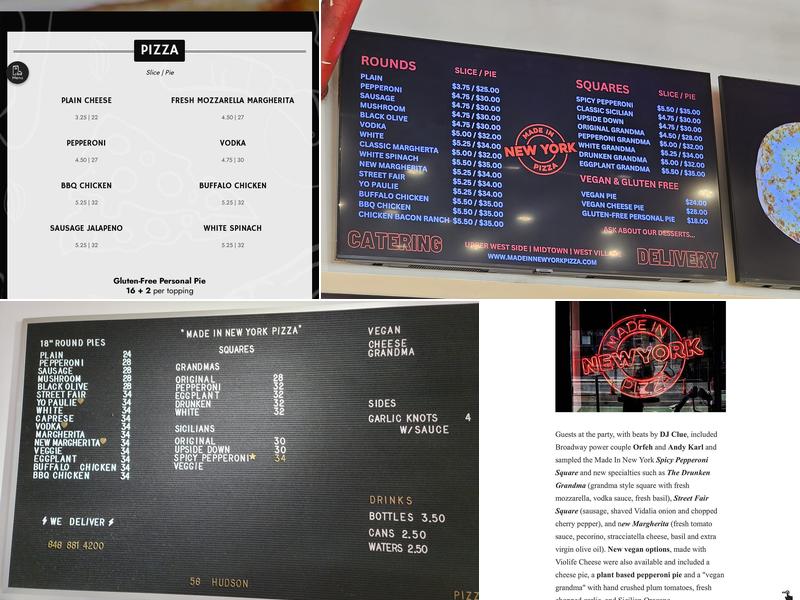 PIZZA
Slice | Pie
Menu
PLAIN CHEESE
3.25 | 22
FRESH MOZZARELLA MARGHERITA
4.50 | 27
PEPPERONI
4.50 | 27
VODKA
4.75 | 30
BBQ CHICKEN
5.25 | 32
BUFFALO CHICKEN
5.25 | 32
SAUSAGE JALAPENO
5.25 | 32
WHITE SPINACH
5.25 | 32
Gluten-Free Personal Pie
16 + 2 per topping
ROUNDS
SLICE / PIE
PLAIN $3.75 / $25.00
PEPPERONI $4.75 / $30.00
SAUSAGE $4.75 / $30.00
MUSHROOM $4.75 / $30.00
BLACK OLIVE $4.75 / $30.00
VODKA $5.00 / $32.00
WHITE $5.00 / $32.00
CLASSIC MARGHERTA $5.00 / $32.00
WHITE SPINACH $5.25 / $34.00
NEW MARGHERITA $5.25 / $34.00
STREET FAIR $5.25 / $34.00
YO PAULIE $5.25 / $34.00
BUFFALO CHICKEN $5.50 / $35.00
BBQ CHICKEN $5.50 / $35.00
CHICKEN BACON RANCH $5.50 / $35.00
MADE IN
NEW YORK
PIZZA
SQUARES
SLICE / PIE
SPICY PEPPERONI $5.50 / $35.00
CLASSIC SICILIAN $4.75 / $30.00
UPSIDE DOWN $4.75 / $30.00
ORIGINAL GRANDMA $4.50 / $28.00
PEPPERONI GRANDMA $5.00 / $32.00
WHITE GRANDMA $5.00 / $32.00
DRUNKEN GRANDMA $5.00 / $32.00
EGGPLANT GRANDMA $5.50 / $35.00
VEGAN & GLUTEN FREE
VEGAN PIE $24.00
VEGAN CHEESE PIE $28.00
GLUTEN-FREE PERSONAL PIE $18.00
ASK ABOUT OUR DESSERTS...
CATERING
UPPER WEST SIDE | MIDTOWN | WEST VILLAGE
WWW.MADEINNEWYORKPIZZA.COM
DELIVERY
"MADE IN NEW YORK PIZZA"
18" ROUND PIES
PLAIN 24
PEPPERONI 28
SAUSAGE 28
MUSHROOM 28
BLACK OLIVE 28
STREET FAIR 34
YO PAULIE 34
WHITE 34
CAPRESE 34
VODKA 34
MARGHERITA 34
NEW MARGHERITA 34
VEGGIE 34
EGGPLANT 34
BUFFALO CHICKEN 34
BBQ CHICKEN 34
WE DELIVER
848 881 4200
SQUARES
GRANDMAS
ORIGINAL 28
PEPPERONI 32
EGGPLANT 32
DRUNKEN 32
WHITE 32
SICILIANS
ORIGINAL 30
UPSIDE DOWN 30
SPICY PEPPERONI 34
VEGGIE
58 HUDSON
VEGAN
CHEESE
GRANDMA
SIDES
GARLIC KNOTS 4
W/SAUCE
DRINKS
BOTTLES 3.50
CANS 2.50
WATERS 2.50
PIZZ
MADE IN
NEW YORK
PIZZA
Guests at the party, with beats by DJ Clue, included
Broadway power couple Orfeh and Andy Karl and
sampled the Made In New York Spicy Pepperoni
Square and new specialties such as The Drunken
Grandma (grandma style square with fresh
mozzarella, vodka sauce, fresh basil), Street Fair
Square (sausage, shaved Vidalia onion and chopped
cherry pepper), and new Margherita (fresh tomato
sauce, pecorino, stracciatella cheese, basil and extra
virgin olive oil). New vegan options, made with
Violife Cheese were also available and included a
cheese pie, a plant based pepperoni pie and a "vegan
grandma" with hand crushed plum tomatoes, fresh
chopped garlic, and Sicilian Oregano.